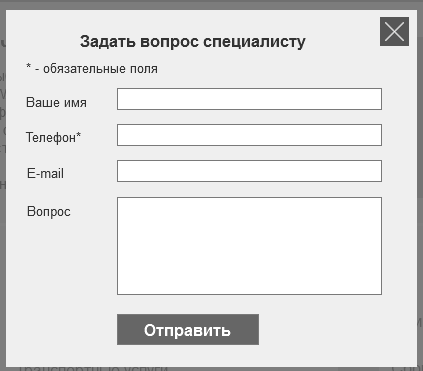 Задать вопрос специалисту
* - обязательные поля
Ваше имя
Телефон*
E-mail
Вопрос
Отправить